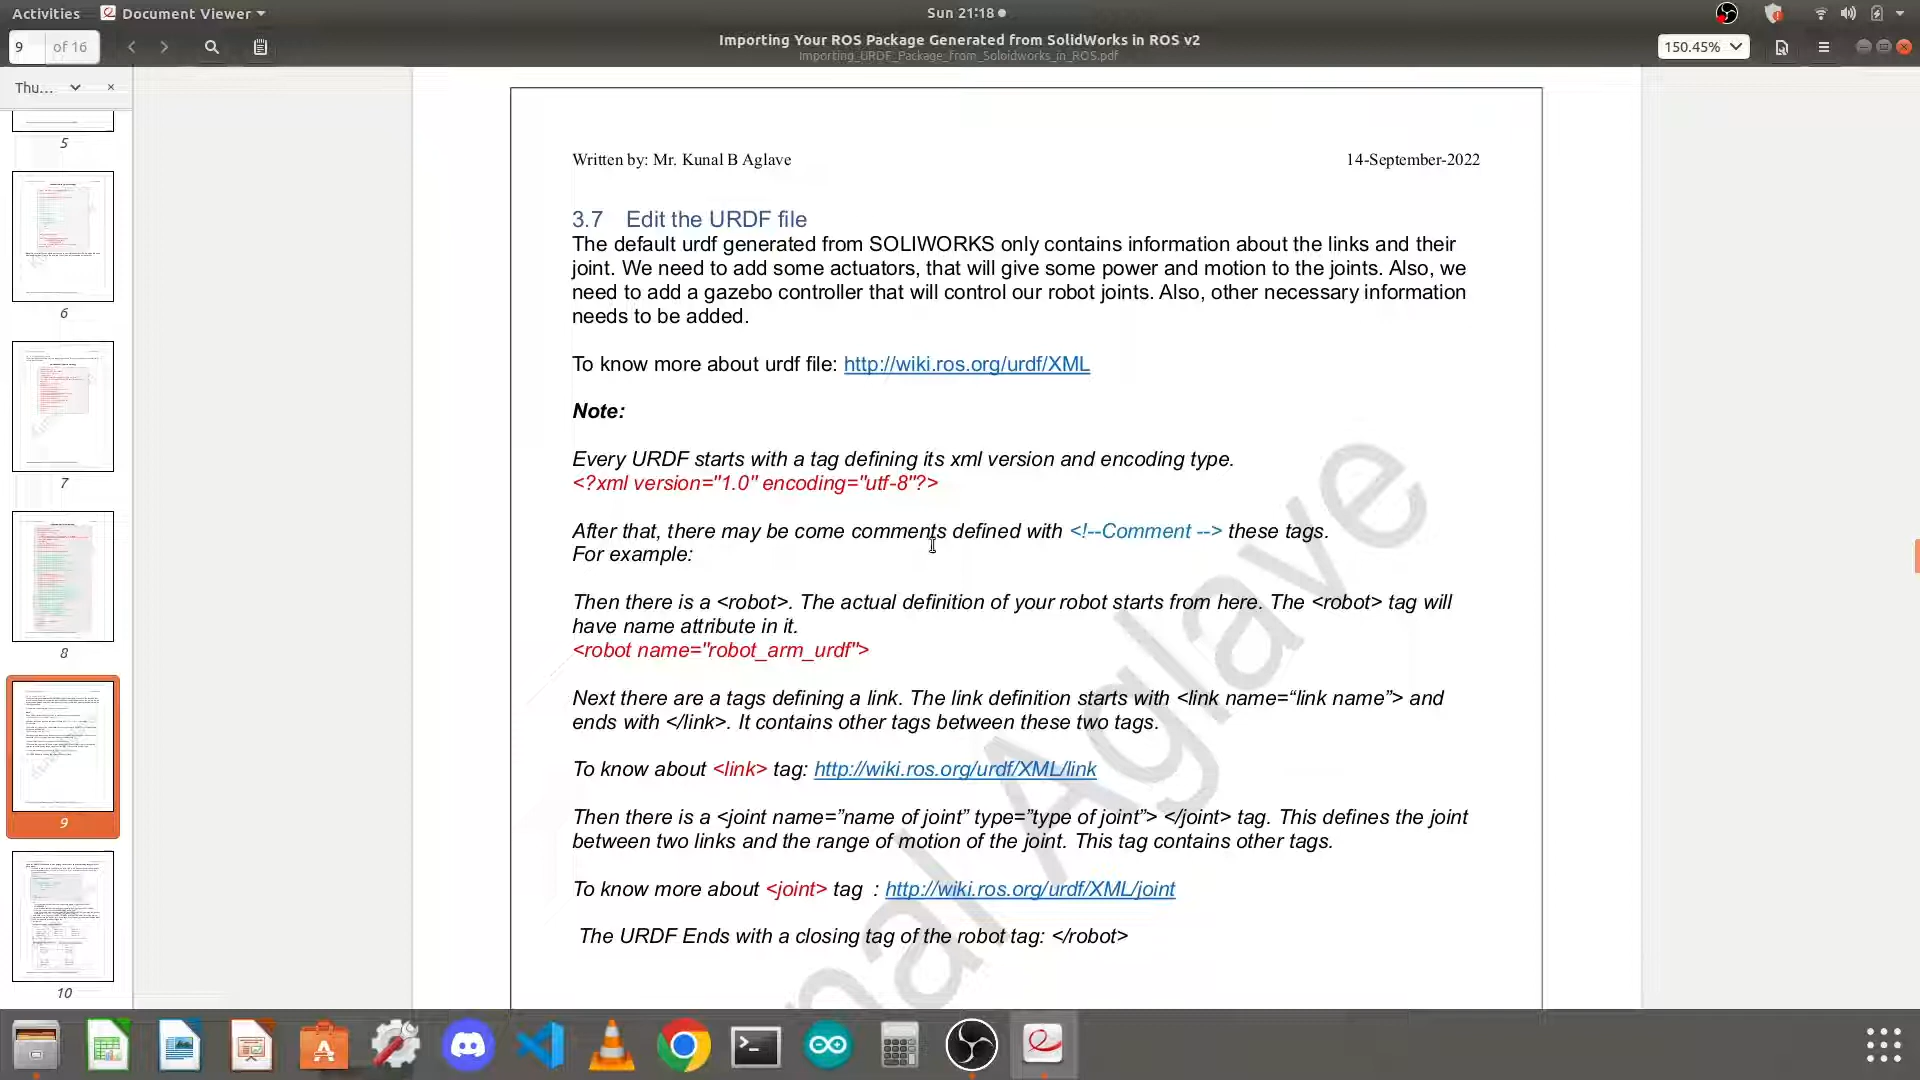 Activities
Document Viewer
Sun 21:18
9 of 16
Importing Your ROS Package Generated from SolidWorks in ROS v2
Importing_URDF_Package_from_Soloidworks_in_ROS.pdf
150.45%
Thu...
5
6
7
8
9
10
Written by: Mr. Kunal B Aglave 14-September-2022
3.7 Edit the URDF file
The default urdf generated from SOLIWORKS only contains information about the links and their
joint. We need to add some actuators, that will give some power and motion to the joints. Also, we
need to add a gazebo controller that will control our robot joints. Also, other necessary information
needs to be added.
To know more about urdf file: http://wiki.ros.org/urdf/XML
Note:
Every URDF starts with a tag defining its xml version and encoding type.
<?xml version="1.0" encoding="utf-8"?>
After that, there may be come comments defined with <!--Comment --> these tags.
For example:
Then there is a <robot>. The actual definition of your robot starts from here. The <robot> tag will
have name attribute in it.
<robot name="robot_arm_urdf">
Next there are a tags defining a link. The link definition starts with <link name=“link name”> and
ends with </link>. It contains other tags between these two tags.
To know about <link> tag: http://wiki.ros.org/urdf/XML/link
Then there is a <joint name=”name of joint” type=”type of joint”> </joint> tag. This defines the joint
between two links and the range of motion of the joint. This tag contains other tags.
To know more about <joint> tag : http://wiki.ros.org/urdf/XML/joint
The URDF Ends with a closing tag of the robot tag: </robot>
nal Aglave